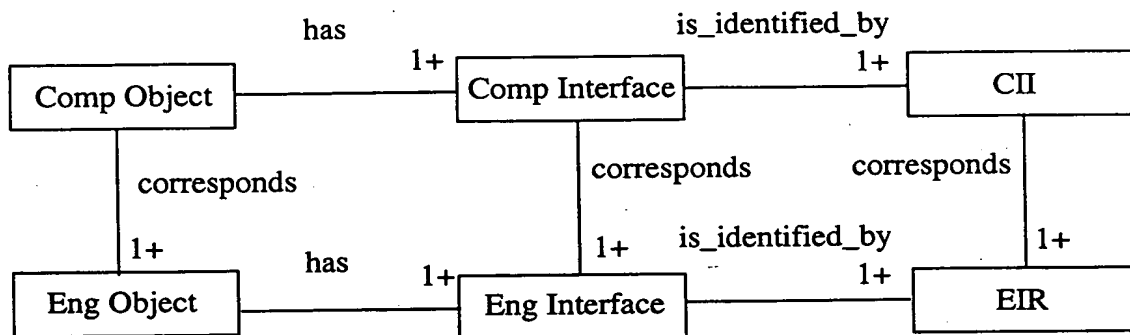 has
is_identified_by
1+
1+
Comp Object
Comp Interface
CII
corresponds
corresponds
corresponds
1+
1+
is_identified_by
1+
has
1+
1+
Eng Object
Eng Interface
EIR